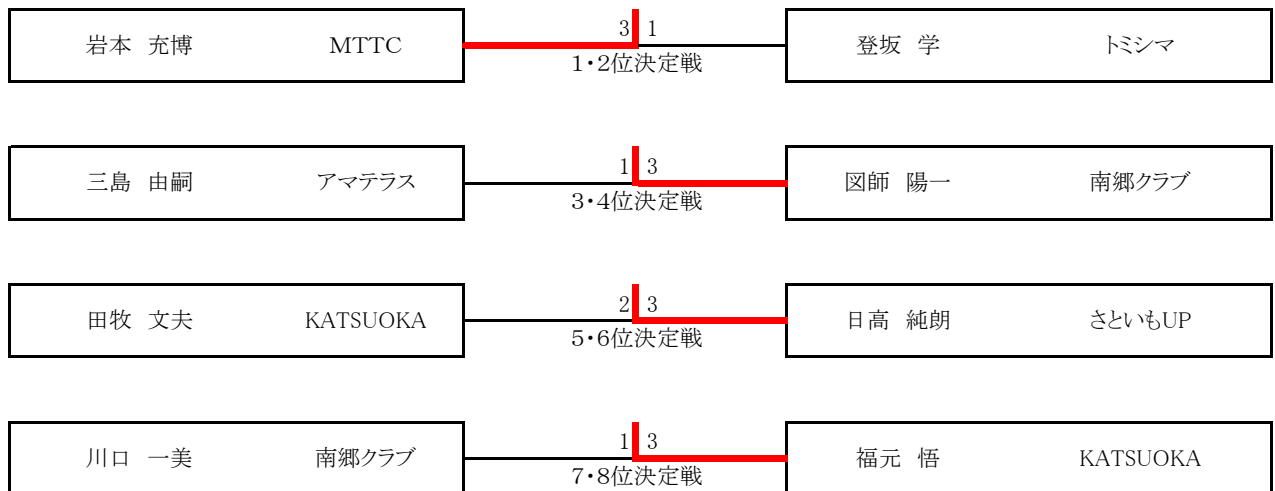 岩本 充博 MTTC 3 1 登坂 学 トミシマ
1・2位決定戦
三島 由嗣 アマテラス 1 3 図師 陽一 南郷クラブ
3・4位決定戦
田牧 文夫 KATSUOKA 2 3 日高 純朗 さといもUP
5・6位決定戦
川口 一美 南郷クラブ 1 3 福元 悟 KATSUOKA
7・8位決定戦